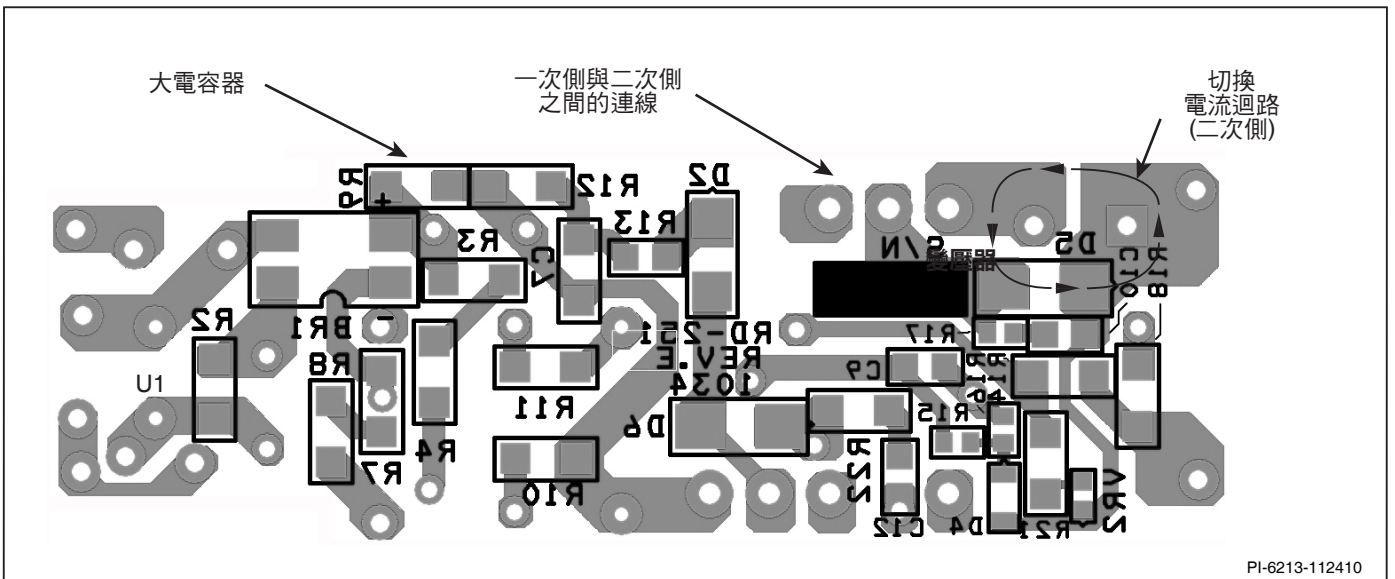 大電容器
一次側與二次側
之間的連線
切換
電流迴路
(二次側)
R9
+
R12
D2
R13
R3
C7
S/N
變壓器
D5
C10
R18
BR1
-
R2
RD-251
REV.E
1034
R17
U1
R8
R11
C9
R16
R14
R15
R7
R4
D6
R10
R22
C12
D4
R21
VR2
PI-6213-112410